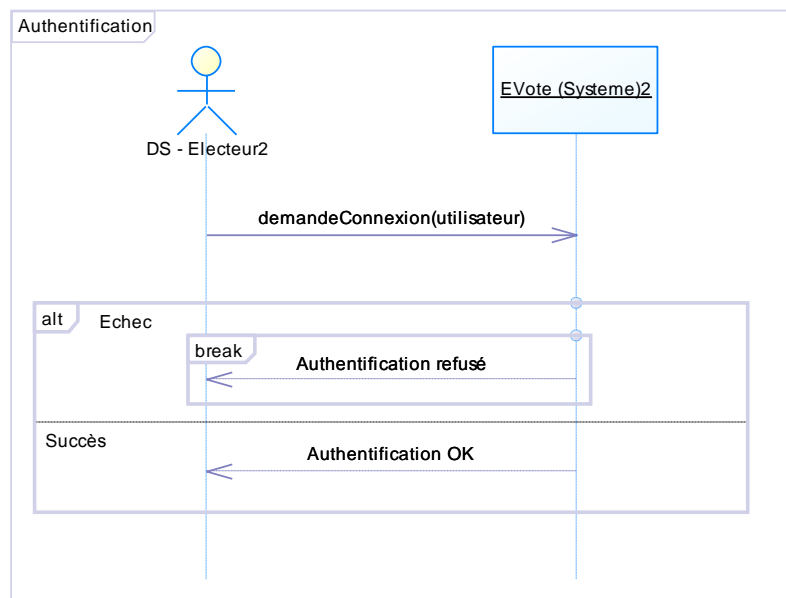 Authentification
DS - Electeur2
EVote (Systeme)2
demandeConnexion(utilisateur)
alt
Echec
break
Authentification refusé
Succès
Authentification OK